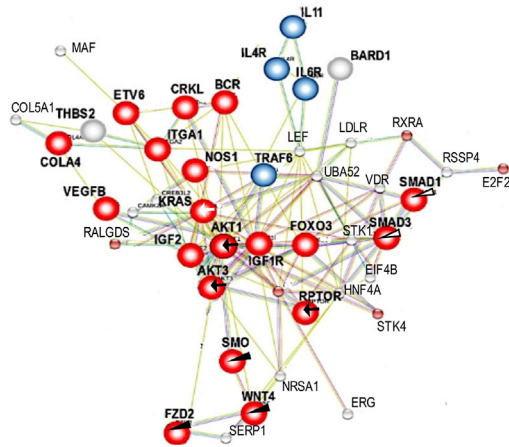 IL11
MAF
IL4R
BARD1
IL6R
CRKL
BCR
ETV6
COL5A1
THBS2
ITGA1
LEF
LDLR
RXRA
COLA4
NOS1
TRAF6
UBA52
VDR
RSSP4
E2F2
SMAD1
VEGFB
CREB3L2
KRAS
RALGDS
AKT1
FOXO3
SMAD3
STK1
IGF2
IGF1R
EIF4B
AKT3
RPTOR
HNF4A
STK4
SMO
NRSA1
WNT4
ERG
FZD2
SERP1